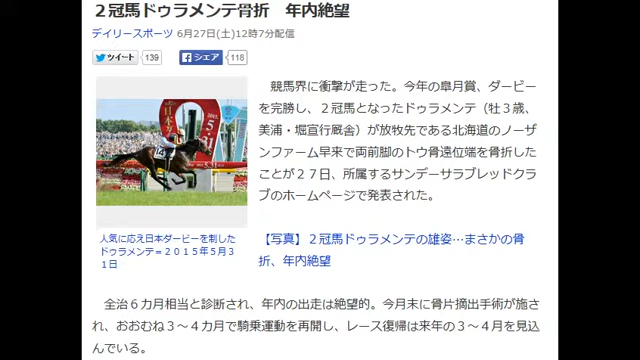 ２冠馬ドゥラメンテ骨折　年内絶望
デイリースポーツ 6月27日(土)12時7分配信
ツイート 139 シェア 118
競馬界に衝撃が走った。今年の皐月賞、ダービー
を完勝し、２冠馬となったドゥラメンテ（牡３歳、
美浦・堀宣行厩舎）が放牧先である北海道のノーザ
ンファーム早来で両前脚のトウ骨遠位端を骨折した
ことが２７日、所属するサンデーサラブレッドクラ
ブのホームページで発表された。
人気に応え日本ダービーを制した
ドゥラメンテ＝２０１５年５月３
１日
【写真】２冠馬ドゥラメンテの雄姿…まさかの骨
折、年内絶望
全治６カ月相当と診断され、年内の出走は絶望的。今月末に骨片摘出手術が施さ
れ、おおむね３〜４カ月で騎乗運動を再開し、レース復帰は来年の３〜４月を見込
んでいる。